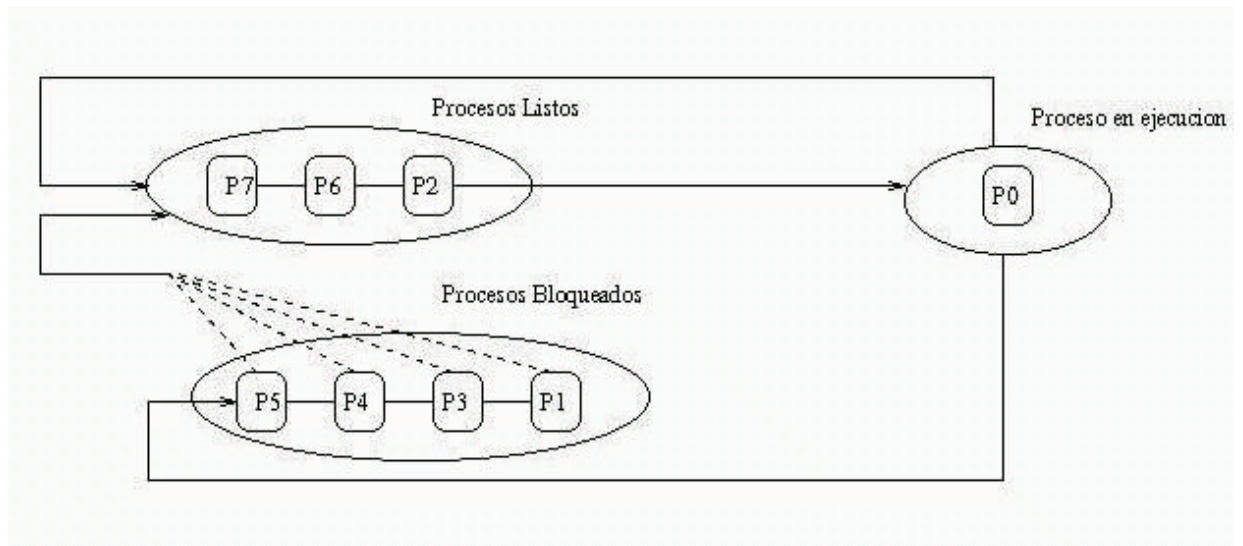 Procesos Listos
Proceso en ejecucion
P7
P6
P2
P0
Procesos Bloqueados
P5
P4
P3
P1